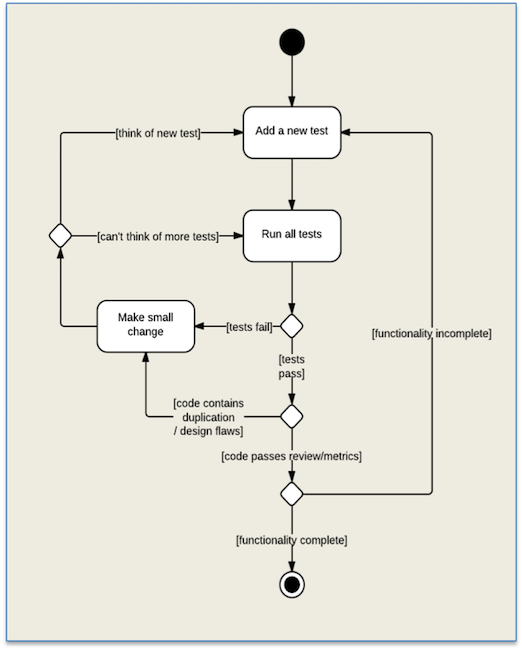 Add a new test
[think of new test]
Run all tests
[can't think of more tests]
Make small
change
[tests fail]
[functionality incomplete]
[tests
pass]
[code contains
duplication
/ design flaws]
[code passes review/metrics]
[functionality complete]